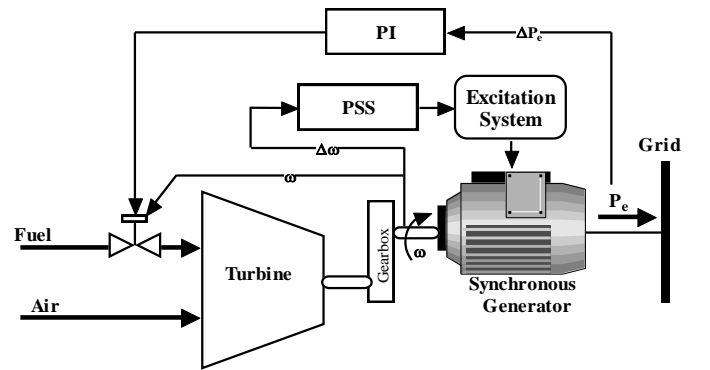 PI
ΔPe
PSS
Excitation
System
Δω
Grid
ω
Pe
Fuel
Gearbox
ω
Turbine
Synchronous
Generator
Air